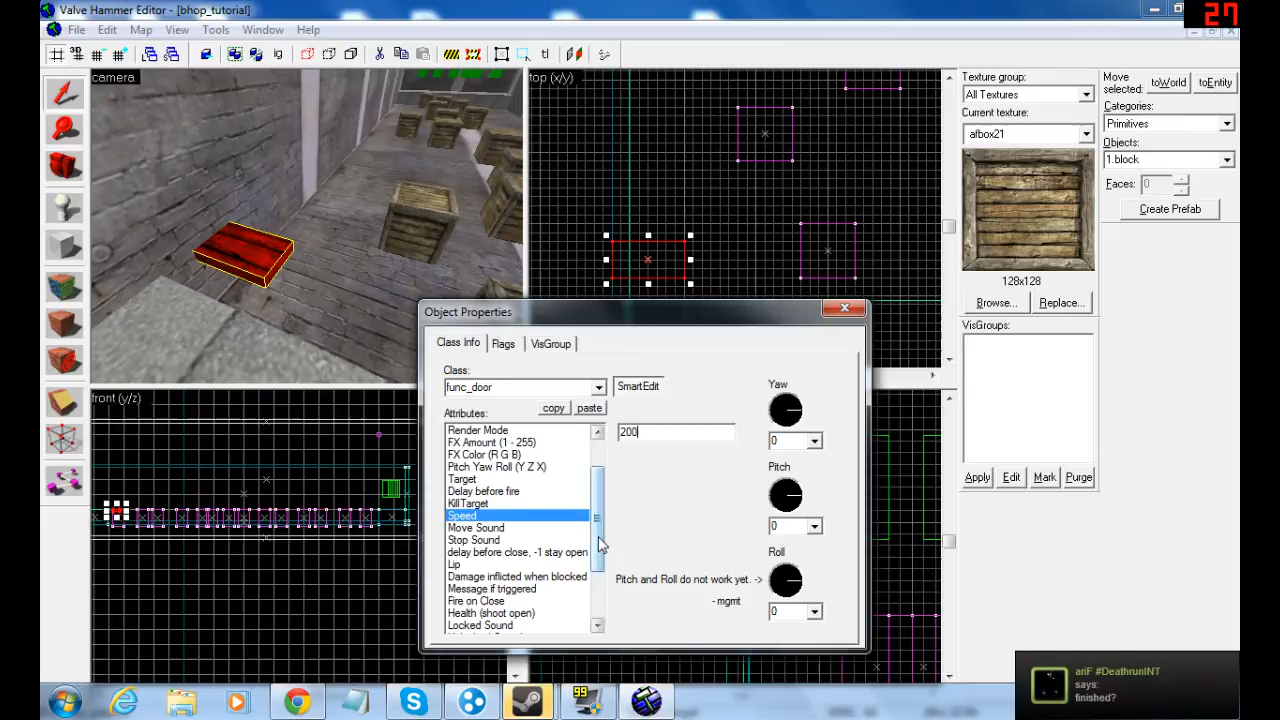 Valve Hammer Editor - [bhop_tutorial]
27
File Edit Map View Tools Instances Window Help
camera
top (x/y)
front (y/z)
Texture group:
All Textures
Current texture:
afbox21
128x128
Browse... Replace...
VisGroups:
Apply Edit Mark Purge
Move
selected:
toWorld toEntity
Categories:
Primitives
Objects:
1.block
Faces: 0
Create Prefab
Object Properties
Class Info Flags VisGroup
Class:
func_door
SmartEdit
copy paste
Attributes:
Render Mode
FX Amount (1 - 255)
FX Color (R G B)
Pitch Yaw Roll (Y Z X)
Target
Delay before fire
KillTarget
Speed
Move Sound
Stop Sound
delay before close, -1 stay open
Lip
Damage inflicted when blocked
Message if triggered
Fire on Close
Health (shoot open)
Locked Sound
200
Yaw
0
Pitch
0
Roll
0
Pitch and Roll do not work yet. ->
- mgmt
99
ariF #DeathrunINT
says:
finished?